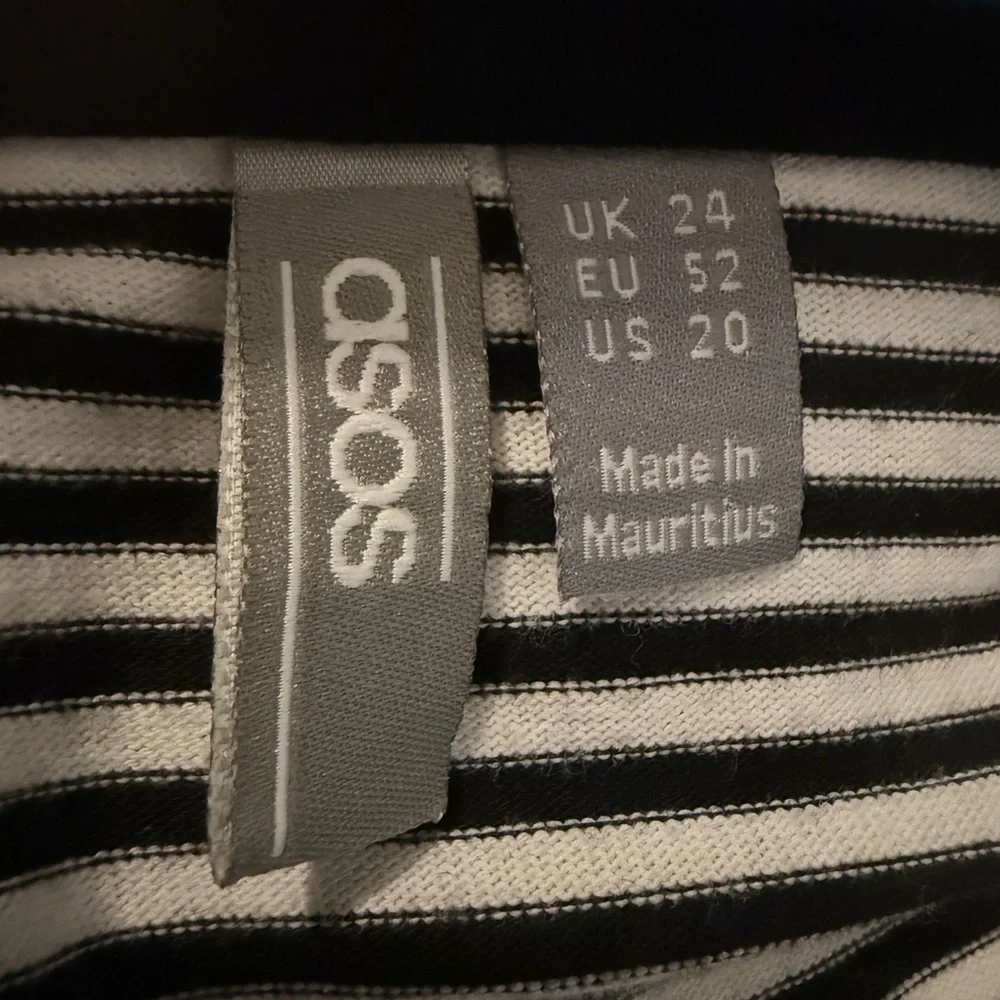 asos
UK 24
EU 52
US 20
Made in
Mauritius